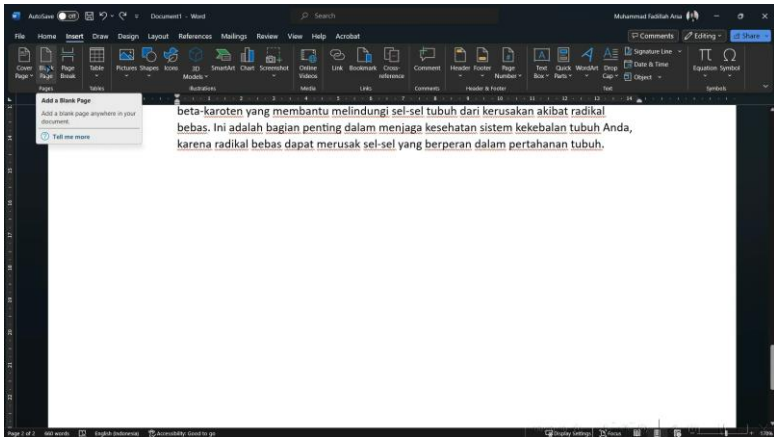 AutoSave Off Document1 - Word Search Muhammad Fadillah Arsa
File Home Insert Draw Design Layout References Mailings Review View Help Acrobat Comments Editing Share
Cover Page Blank Page Page Break Table Pictures Shapes Icons 3D Models SmartArt Chart Screenshot Online Videos Link Bookmark Cross-reference Comment Header Footer Page Number Text Box Quick Parts WordArt Drop Cap Signature Line Date & Time Object Equation Symbol
Pages Tables Illustrations Media Links Comments Header & Footer Text Symbols
Add a Blank Page
Add a blank page anywhere in your
document.
Tell me more
beta-karoten yang membantu melindungi sel-sel tubuh dari kerusakan akibat radikal
bebas. Ini adalah bagian penting dalam menjaga kesehatan sistem kekebalan tubuh Anda,
karena radikal bebas dapat merusak sel-sel yang berperan dalam pertahanan tubuh.
Page 2 of 2 660 words English (Indonesia) Accessibility: Good to go Display Settings Focus 170%